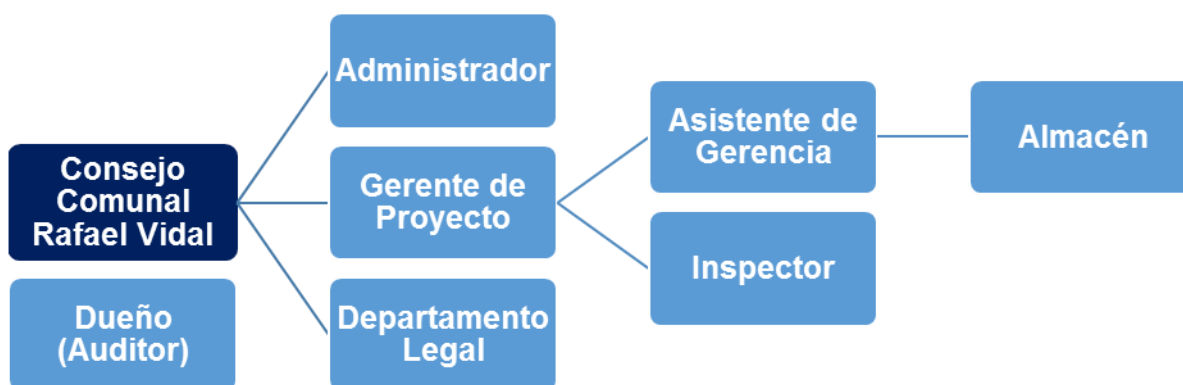 Consejo
Comunal
Rafael Vidal
Dueño
(Auditor)
Administrador
Gerente de
Proyecto
Departamento
Legal
Asistente de
Gerencia
Inspector
Almacén